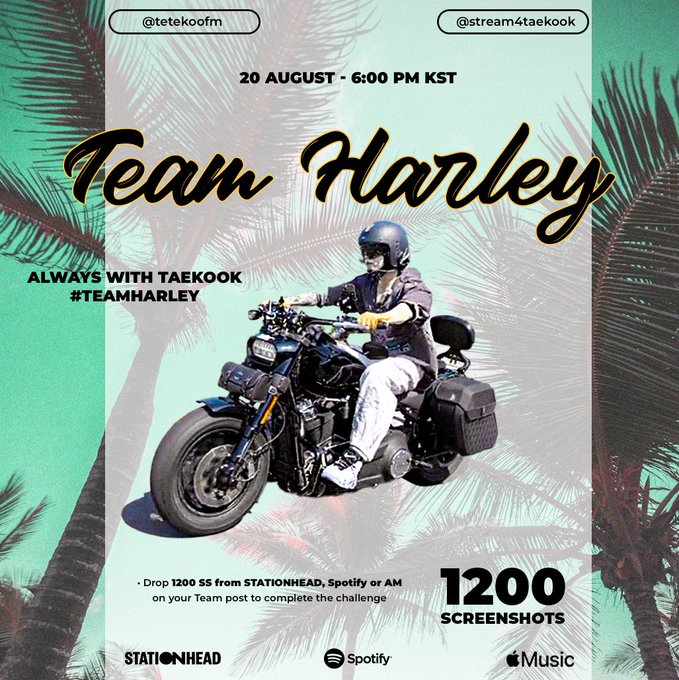 @tetekoofm
@stream4taekook
20 AUGUST - 6:00 PM KST
Team Harley
ALWAYS WITH TAEKOOK
#TEAMHARLEY
• Drop 1200 SS from STATIONHEAD, Spotify or AM
on your Team post to complete the challenge
1200
SCREENSHOTS
STATIONHEAD
Spotify
Music